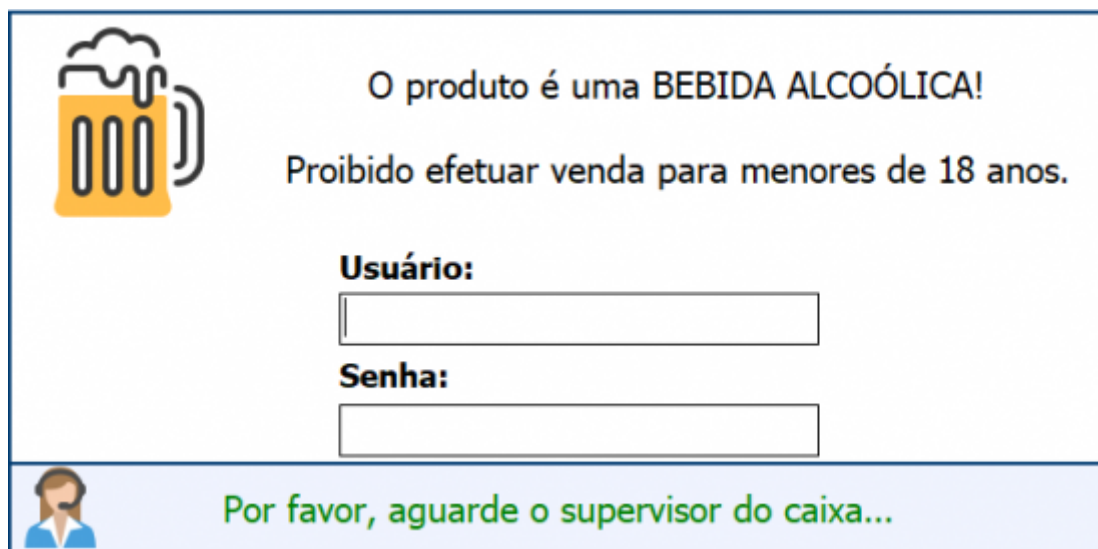 O produto é uma BEBIDA ALCOÓLICA!
Proibido efetuar venda para menores de 18 anos.
Usuário:
Senha:
Por favor, aguarde o supervisor do caixa...